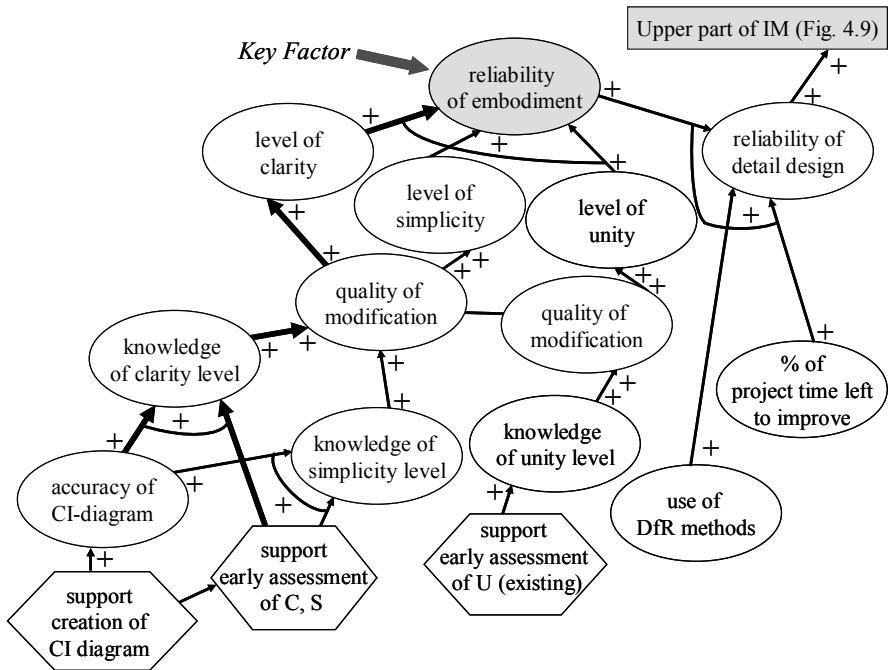 Upper part of IM (Fig. 4.9)
Key Factor
+
reliability
of embodiment
+
+
+
reliability of
detail design
level of
clarity
+
+
level of
simplicity
+
level of
unity
+
+
+
+
+
+
quality of
modification
quality of
modification
+
% of
project time left
to improve
knowledge
of clarity level
+
+
+
+
+
+
knowledge of
simplicity level
knowledge
of unity level
+
+
+
+
accuracy of
CI-diagram
+
+
use of
DfR methods
+
support
early assessment
of C, S
support
early assessment
of U (existing)
support
creation of
CI diagram